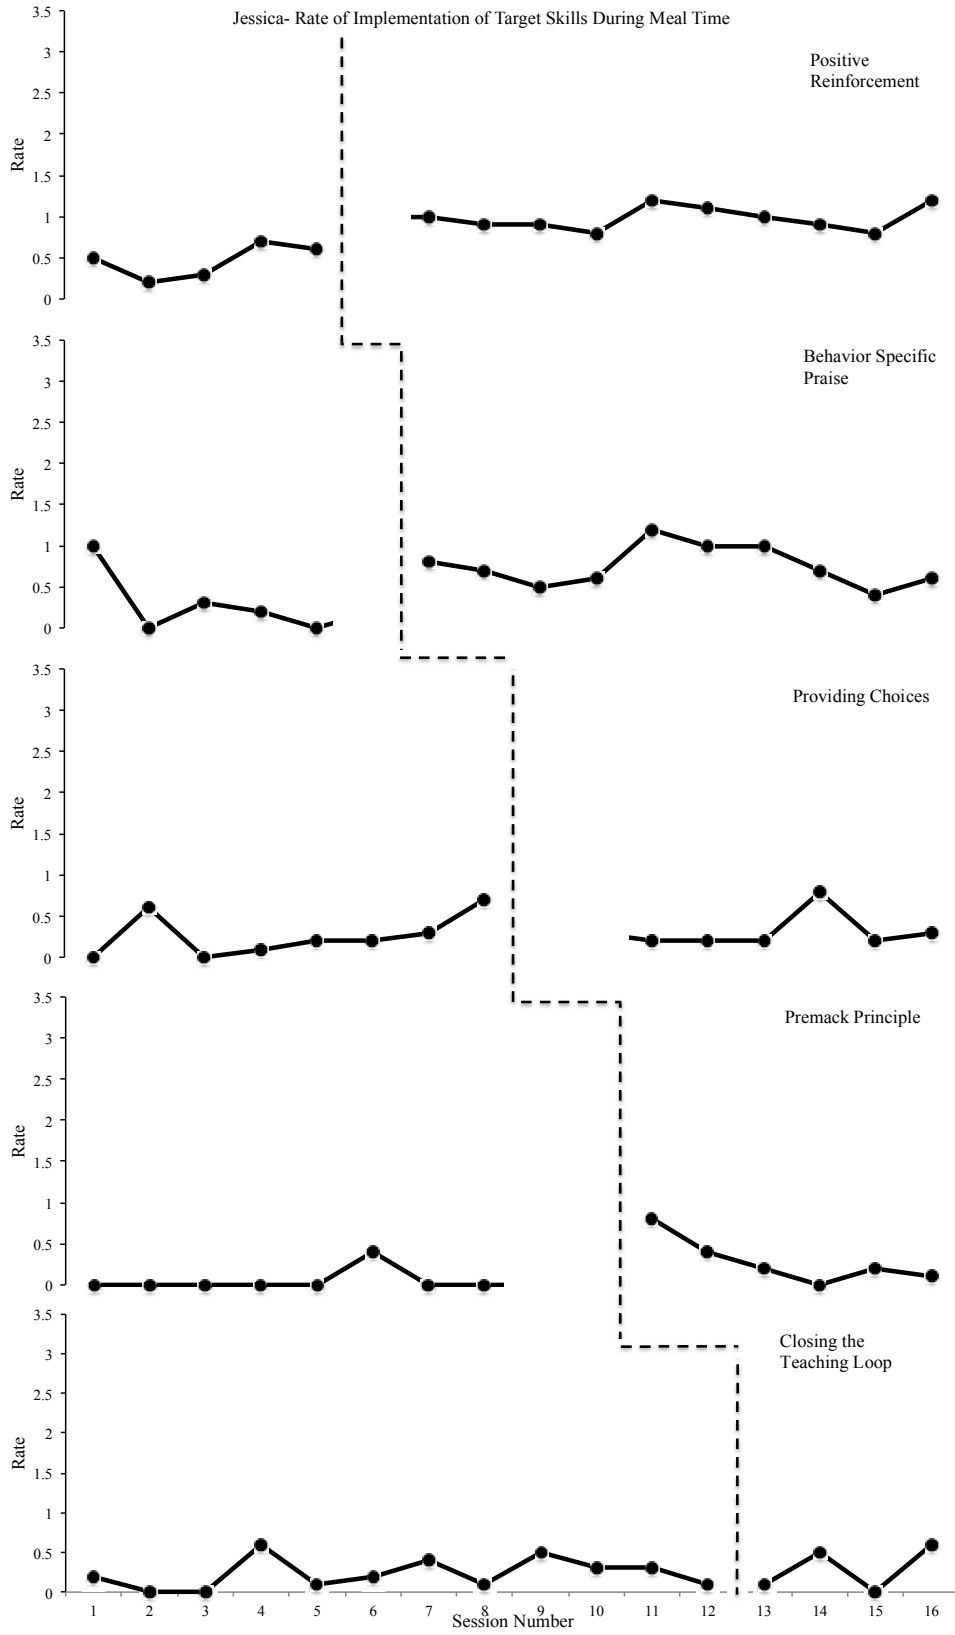 Jessica- Rate of Implementation of Target Skills During Meal Time
3.5
3
2.5
2
1.5
1
0.5
0
Rate
Positive
Reinforcement
3.5
3
2.5
2
1.5
1
0.5
0
Rate
Behavior Specific
Praise
3.5
3
2.5
2
1.5
1
0.5
0
Rate
Providing Choices
3.5
3
2.5
2
1.5
1
0.5
0
Rate
Premack Principle
3.5
3
2.5
2
1.5
1
0.5
0
Rate
Closing the
Teaching Loop
1 2 3 4 5 6 7 8 9 10 11 12 13 14 15 16
Session Number